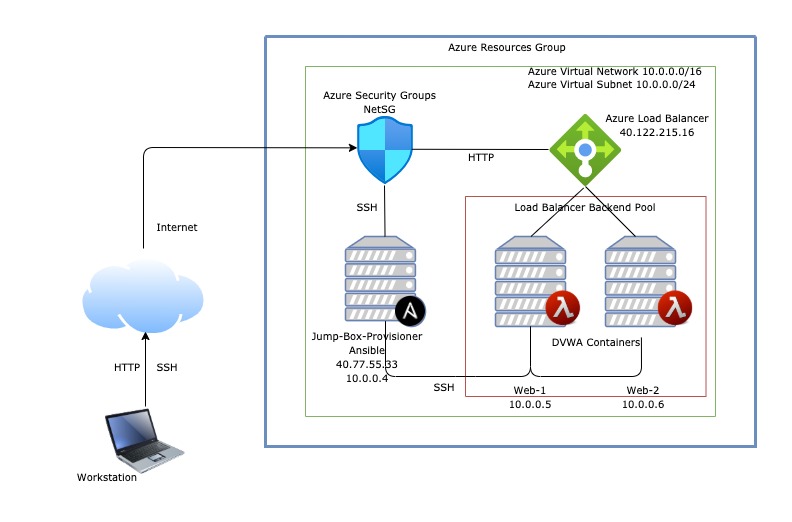 Azure Resources Group
Azure Virtual Network 10.0.0.0/16
Azure Virtual Subnet 10.0.0.0/24
Azure Security Groups
NetSG
Azure Load Balancer
40.122.215.16
HTTP
SSH
Load Balancer Backend Pool
Internet
Jump-Box-Provisioner
Ansible
40.77.55.33
10.0.0.4
DVWA Containers
HTTP
SSH
SSH
Web-1
10.0.0.5
Web-2
10.0.0.6
Workstation